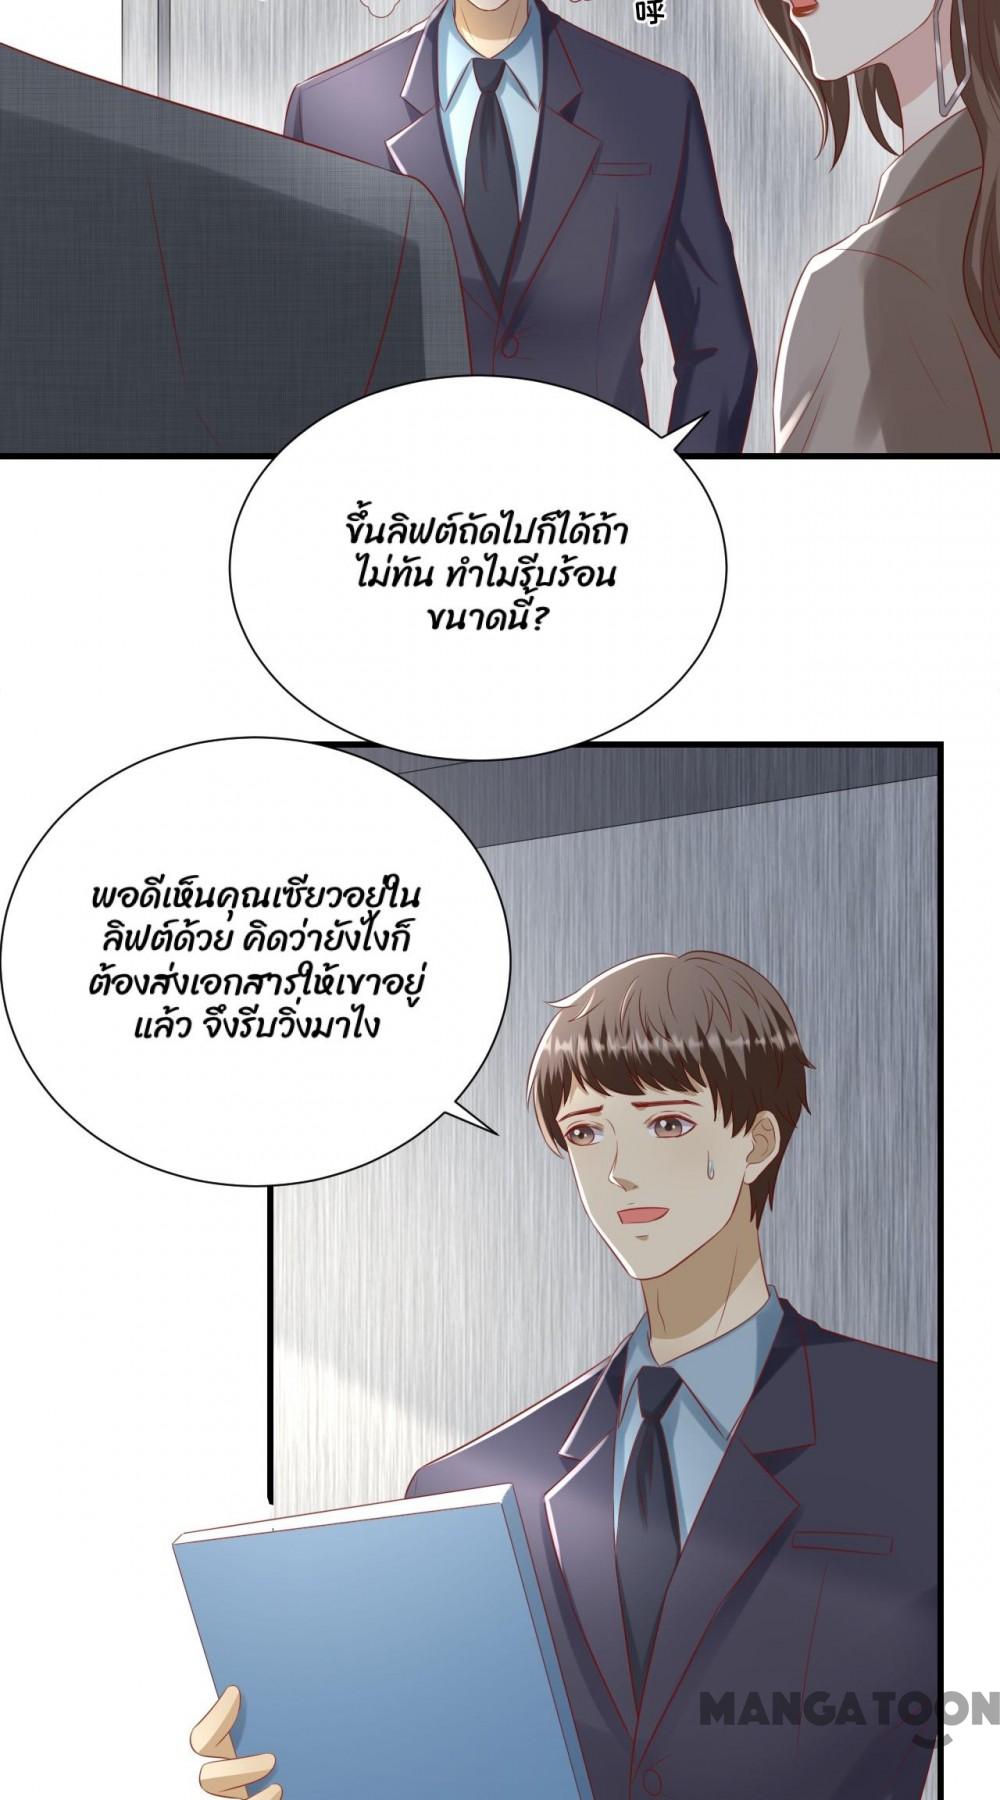 呼
ขึ้นลิฟต์ถัดไปก็ได้ถ้า
ไม่ทัน ทำไมรีบร้อน
ขนาดนี้?
พอดีเห็นคุณเซียวอยู่ใน
ลิฟต์ด้วย คิดว่ายังไงก็
ต้องส่งเอกสารให้เขาอยู่
แล้ว จึงรีบวิ่งมาไง
MANGATOON